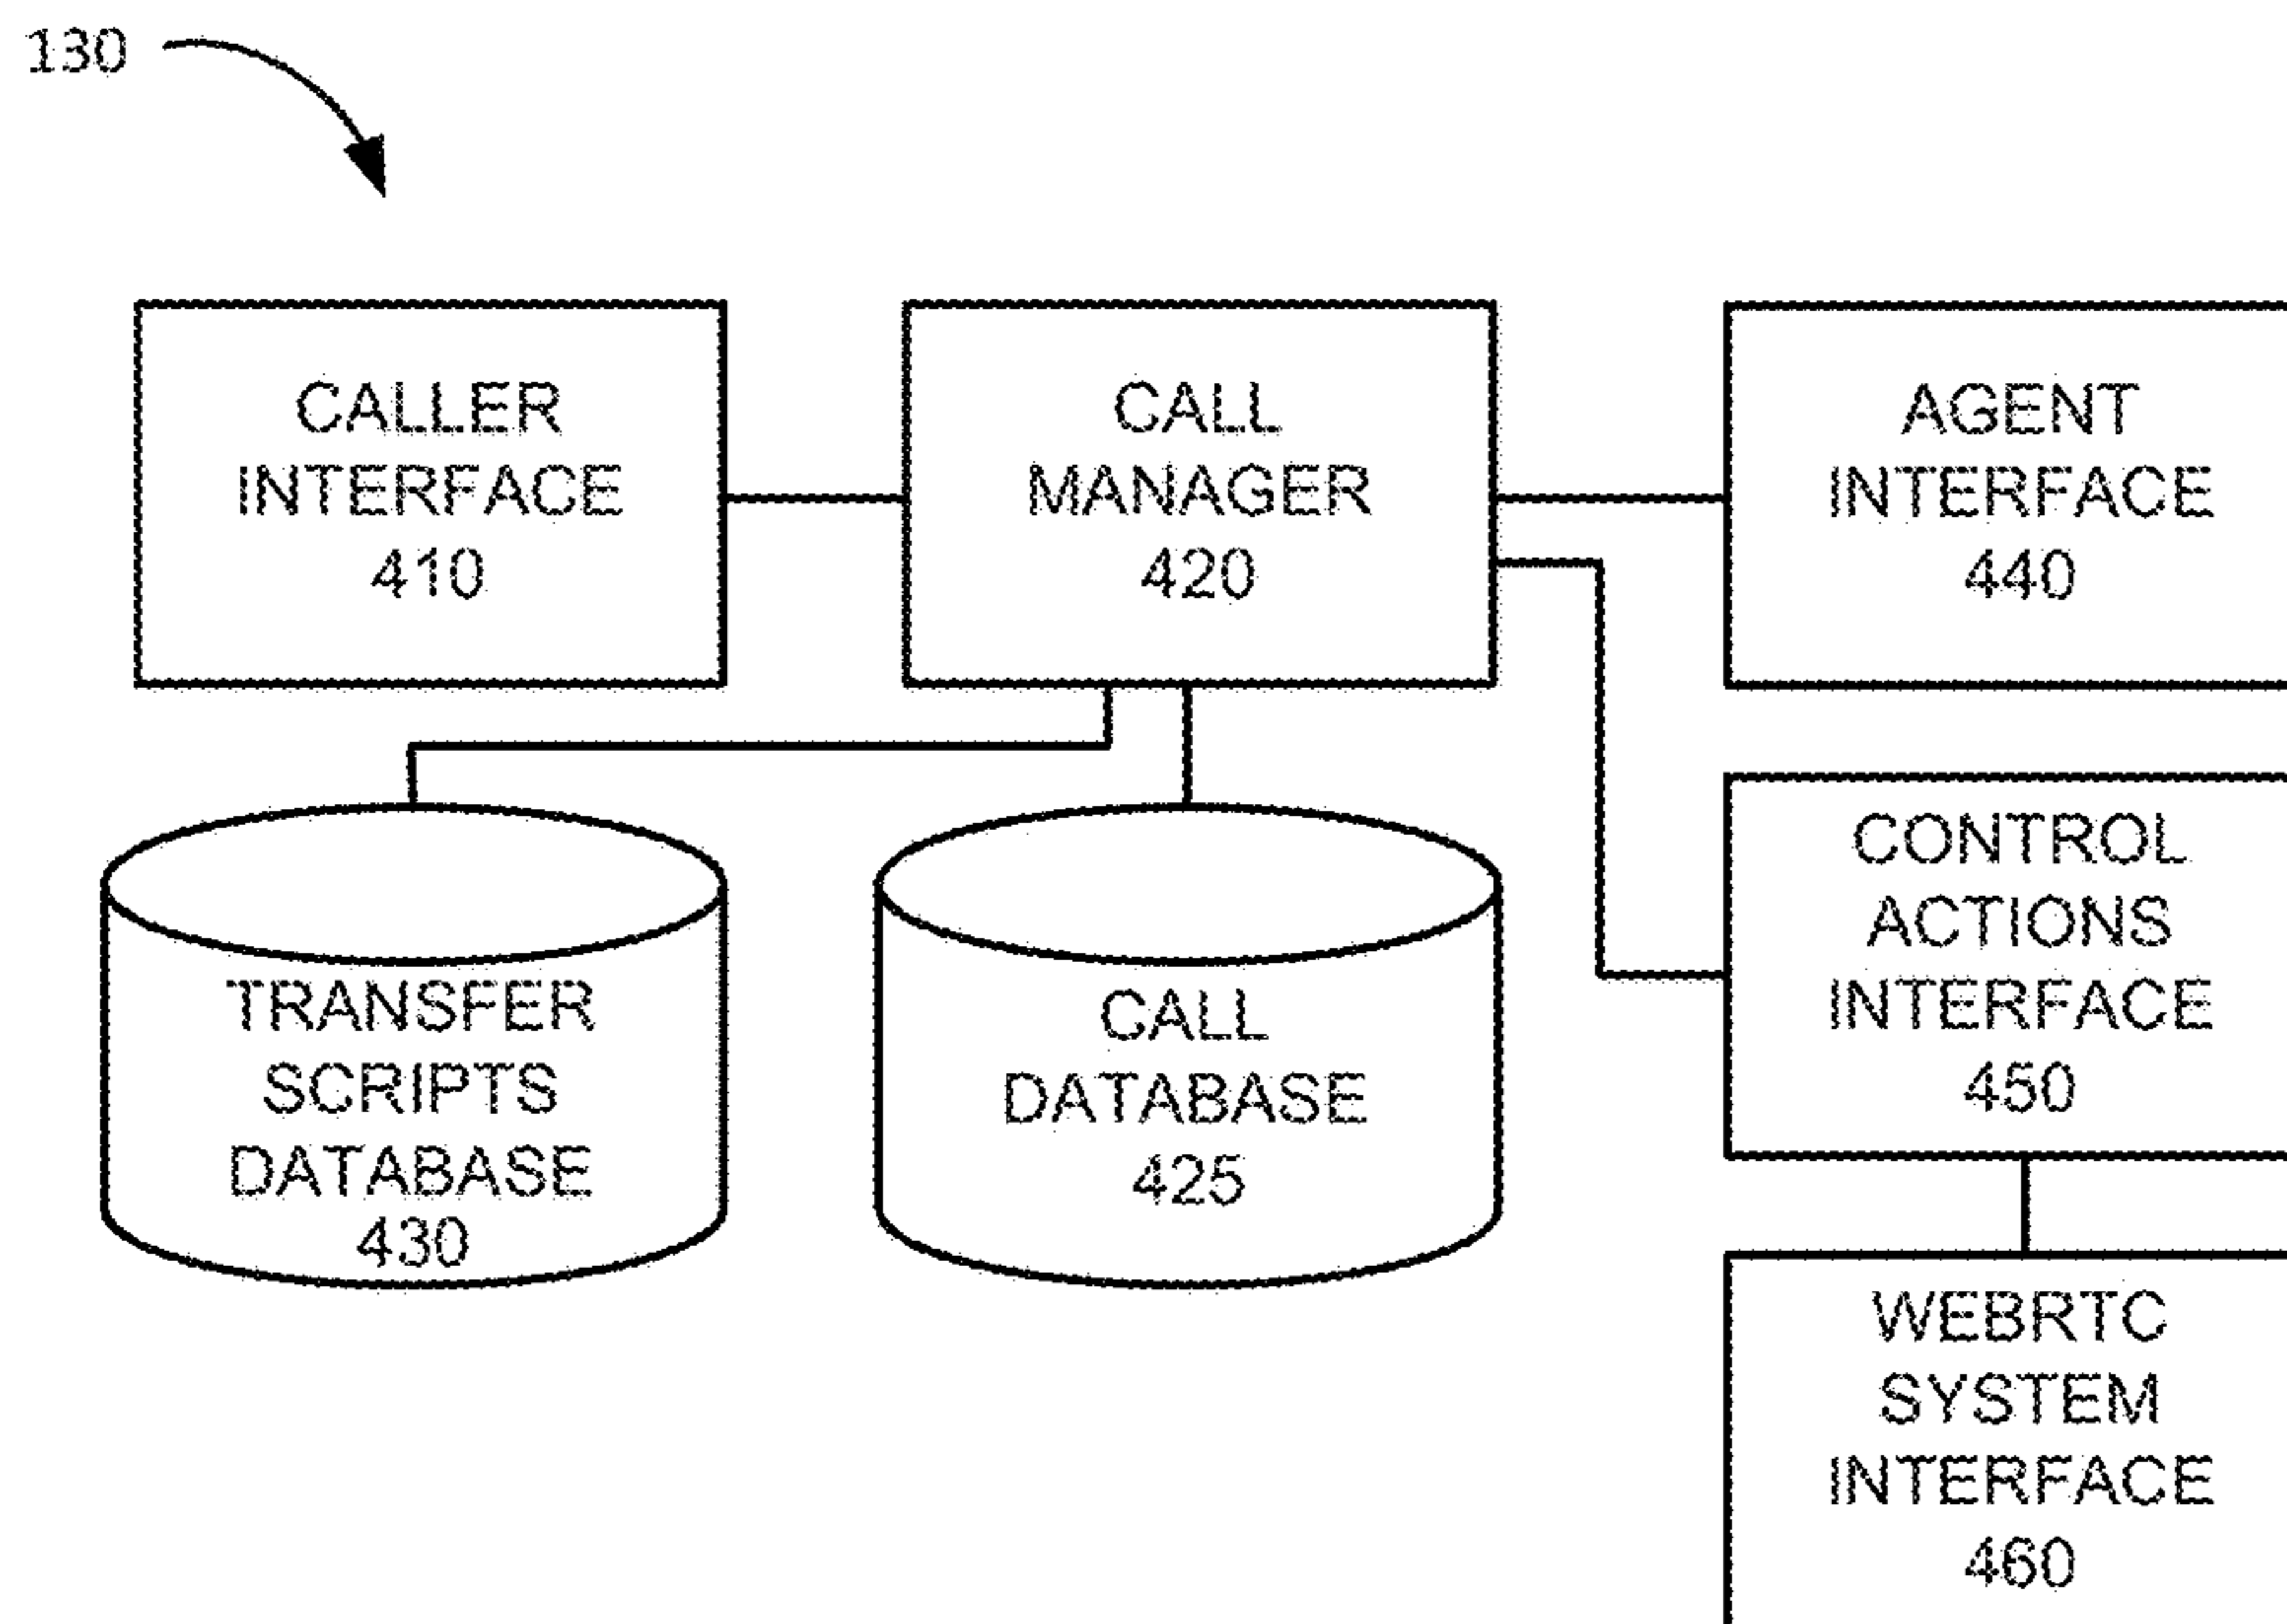 130
CALLER
INTERFACE
410
CALL
MANAGER
420
AGENT
INTERFACE
440
TRANSFER
SCRIPTS
DATABASE
430
CALL
DATABASE
425
CONTROL
ACTIONS
INTERFACE
450
WEBRTC
SYSTEM
INTERFACE
460